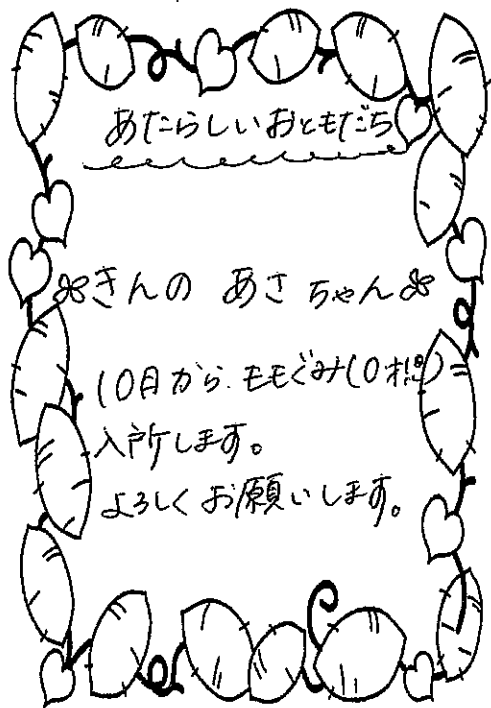 あたらしいおともだち
きんの あさ ちゃん
10月から、ももぐみ(0才児)
入所します。
よろしくお願いします。